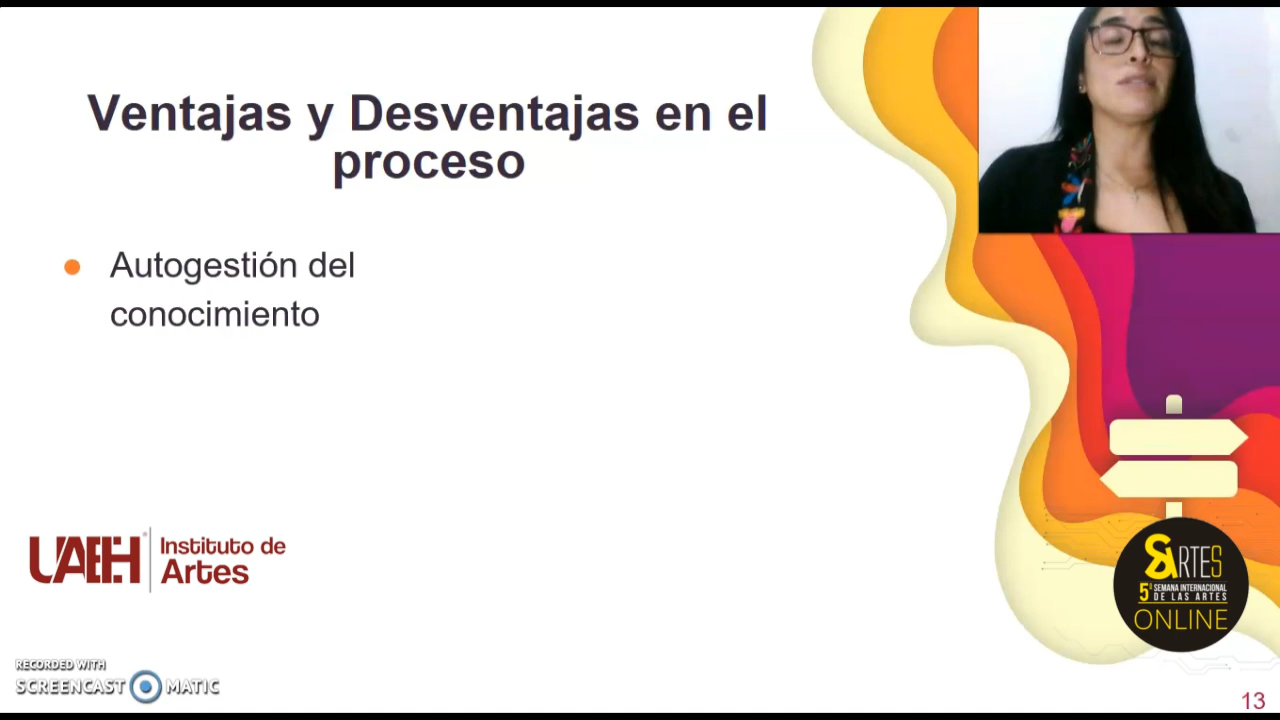 Ventajas y Desventajas en el
proceso
Autogestión del
conocimiento
UAEH
Instituto de
Artes
SARTES
5ª SEMANA INTERNACIONAL
DE LAS ARTES
ONLINE
RECORDED WITH
SCREENCAST MATIC
13